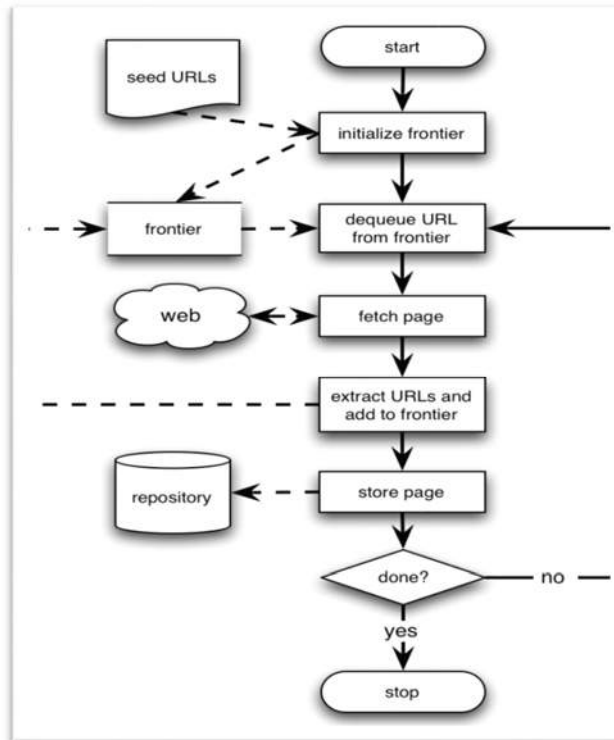 start
seed URLs
initialize frontier
frontier
dequeue URL
from frontier
web
fetch page
extract URLs and
add to frontier
repository
store page
done?
no
yes
stop